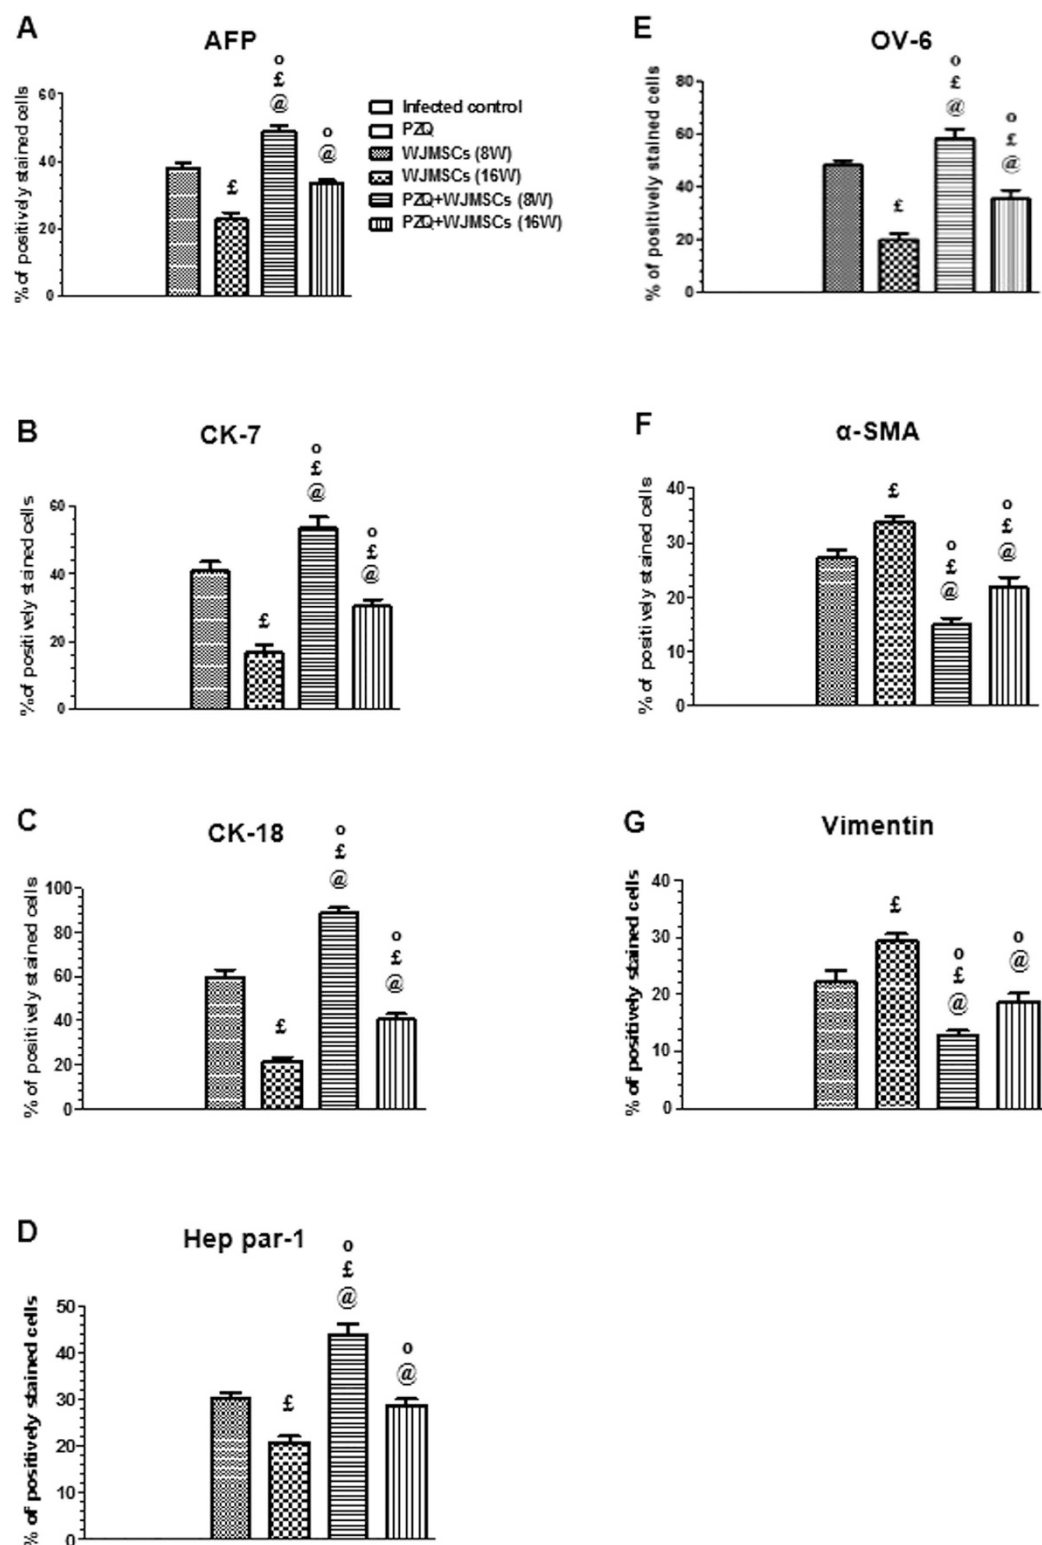 A
AFP
% of positively stained cells
60
40
20
0
o
£
@
£
o
@
Infected control
PZQ
WJMSCs (8W)
WJMSCs (16W)
PZQ+WJMSCs (8W)
PZQ+WJMSCs (16W)
E
OV-6
% of positively stained cells
80
60
40
20
0
o
£
@
£
o
£
@
B
CK-7
%of positively stained cells
60
40
20
0
o
£
@
£
o
£
@
F
α-SMA
% of positively stained cells
40
30
20
10
0
£
o
£
@
o
£
@
C
CK-18
% of positively stained cells
100
80
60
40
20
0
o
£
@
£
o
£
@
G
Vimentin
% of positively stained cells
40
30
20
10
0
£
o
£
@
o
@
D
Hep par-1
% of positively stained cells
50
40
30
20
10
0
o
£
@
£
o
@